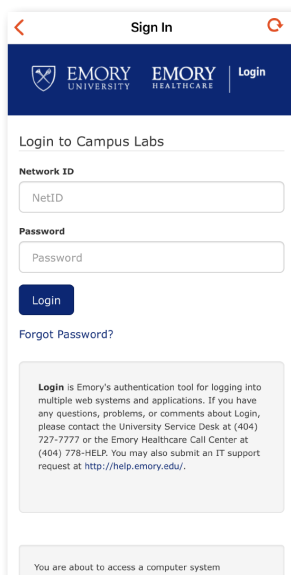 Sign In
EMORY
UNIVERSITY
EMORY
HEALTHCARE
Login
Login to Campus Labs
Network ID
NetID
Password
Password
Login
Forgot Password?
Login is Emory's authentication tool for logging into
multiple web systems and applications. If you have
any questions, problems, or comments about Login,
please contact the University Service Desk at (404)
727-7777 or the Emory Healthcare Call Center at
(404) 778-HELP. You may also submit an IT support
request at http://help.emory.edu/.
You are about to access a computer system